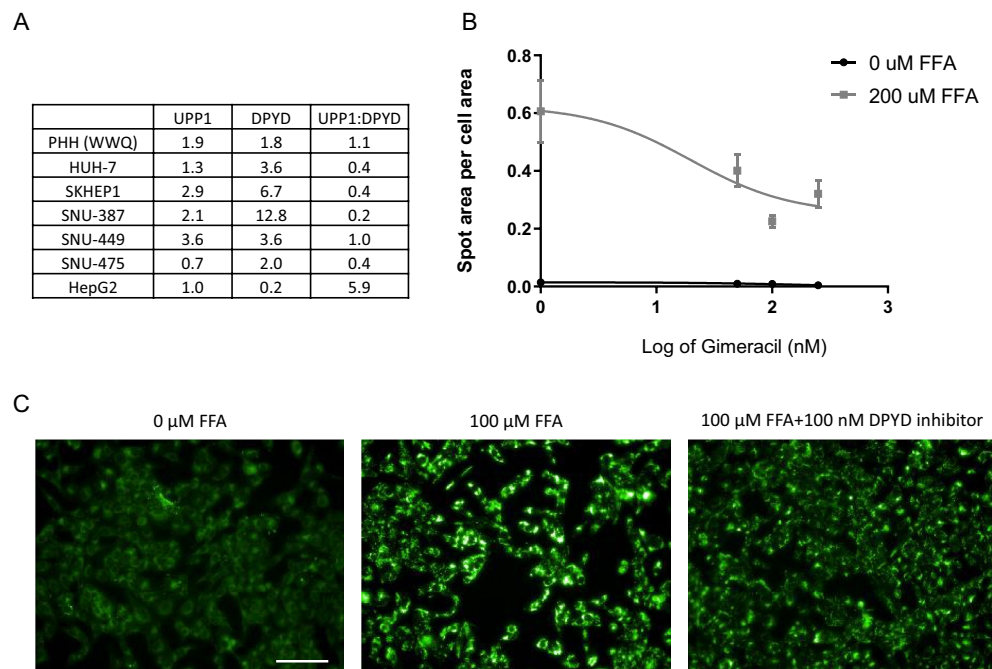 A
UPP1 DPYD UPP1:DPYD
PHH (WWQ) 1.9 1.8 1.1
HUH-7 1.3 3.6 0.4
SKHEP1 2.9 6.7 0.4
SNU-387 2.1 12.8 0.2
SNU-449 3.6 3.6 1.0
SNU-475 0.7 2.0 0.4
HepG2 1.0 0.2 5.9
B
0.8
0.6
0.4
0.2
0.0
Spot area per cell area
0 1 2 3
Log of Gimeracil (nM)
0 uM FFA
200 uM FFA
C
0 μM FFA
100 μM FFA
100 μM FFA+100 nM DPYD inhibitor